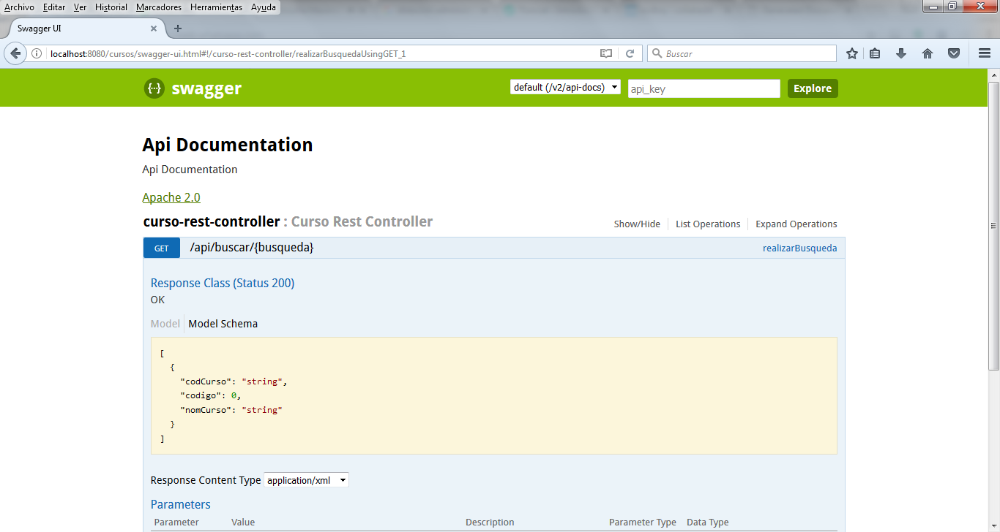 Archivo Editar Ver Historial Marcadores Herramientas Ayuda
Swagger UI
localhost:8080/cursos/swagger-ui.html#!/curso-rest-controller/realizarBusquedaUsingGET_1
Buscar
{··} swagger
default (/v2/api-docs)
api_key
Explore
Api Documentation
Api Documentation
Apache 2.0
curso-rest-controller : Curso Rest Controller
Show/Hide List Operations Expand Operations
GET /api/buscar/{busqueda} realizarBusqueda
Response Class (Status 200)
OK
Model Model Schema
[
{
"codCurso": "string",
"codigo": 0,
"nomCurso": "string"
}
]
Response Content Type application/xml
Parameters
Parameter Value Description Parameter Type Data Type